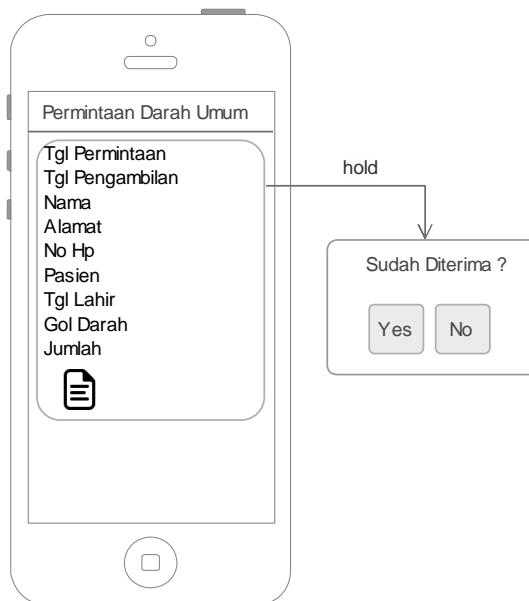 Permintaan Darah Umum
Tgl Permintaan
Tgl Pengambilan
Nama
Alamat
No Hp
Pasien
Tgl Lahir
Gol Darah
Jumlah
hold
Sudah Diterima ?
Yes
No